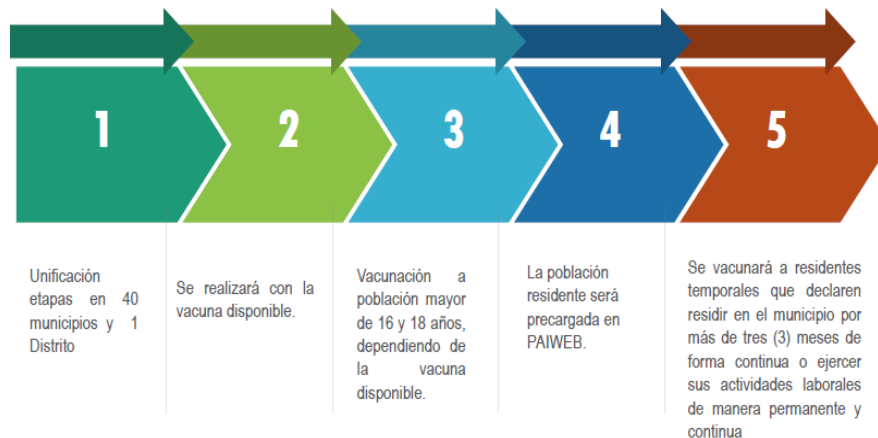 1
2
3
4
5
Unificación
etapas en 40
municipios y 1
Distrito
Se realizará con la
vacuna disponible.
Vacunación a
población mayor
de 16 y 18 años,
dependiendo de
la vacuna
disponible.
La población
residente será
precargada en
PAIWEB.
Se vacunará a residentes
temporales que declaren
residir en el municipio por
más de tres (3) meses de
forma continua o ejercer
sus actividades laborales
de manera permanente y
continua